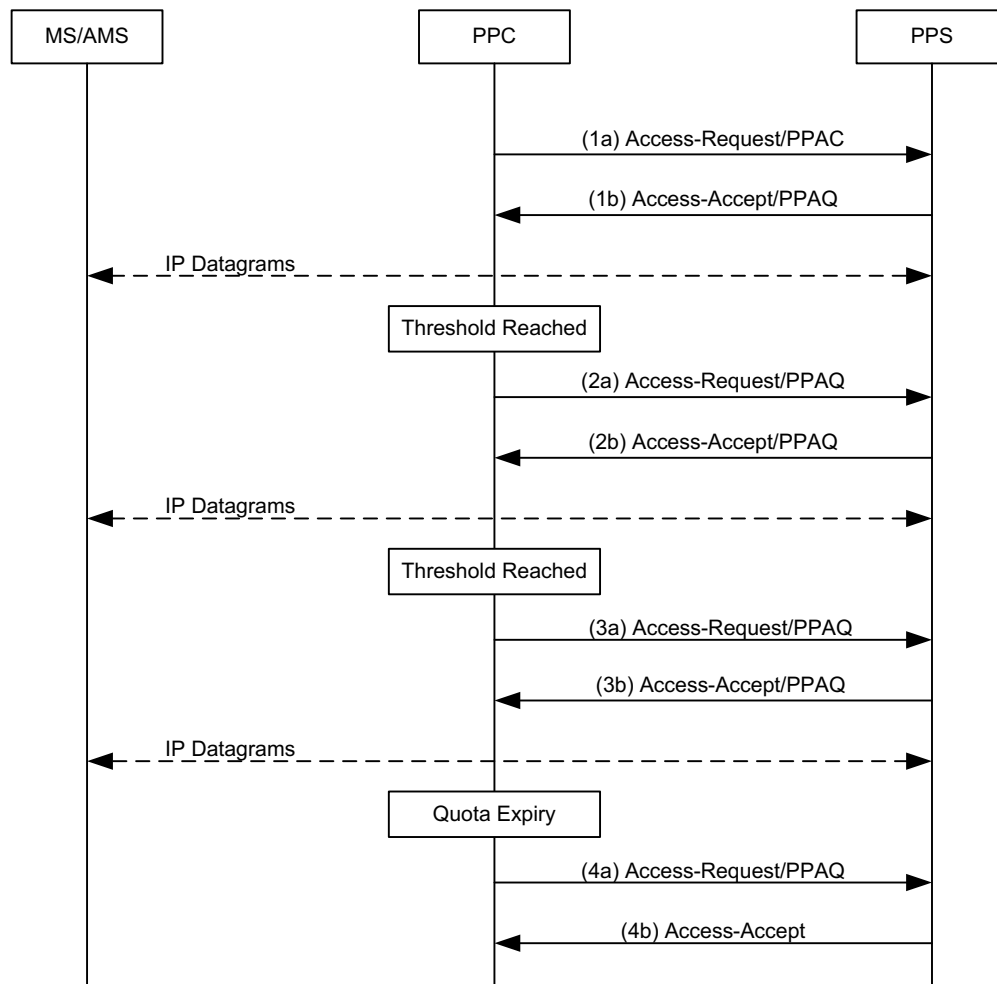 MS/AMS
PPC
PPS
(1a) Access-Request/PPAC
(1b) Access-Accept/PPAQ
IP Datagrams
Threshold Reached
(2a) Access-Request/PPAQ
(2b) Access-Accept/PPAQ
IP Datagrams
Threshold Reached
(3a) Access-Request/PPAQ
(3b) Access-Accept/PPAQ
IP Datagrams
Quota Expiry
(4a) Access-Request/PPAQ
(4b) Access-Accept